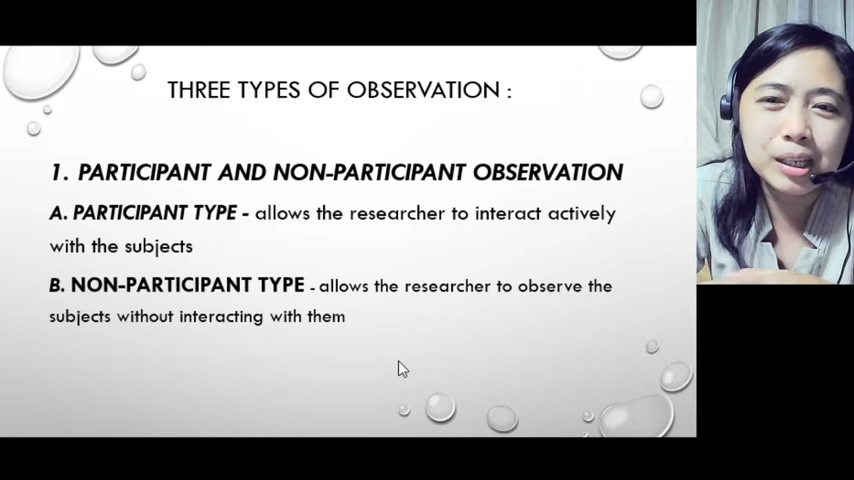 THREE TYPES OF OBSERVATION :
1. PARTICIPANT AND NON-PARTICIPANT OBSERVATION
A. PARTICIPANT TYPE - allows the researcher to interact actively
with the subjects
B. NON-PARTICIPANT TYPE - allows the researcher to observe the
subjects without interacting with them